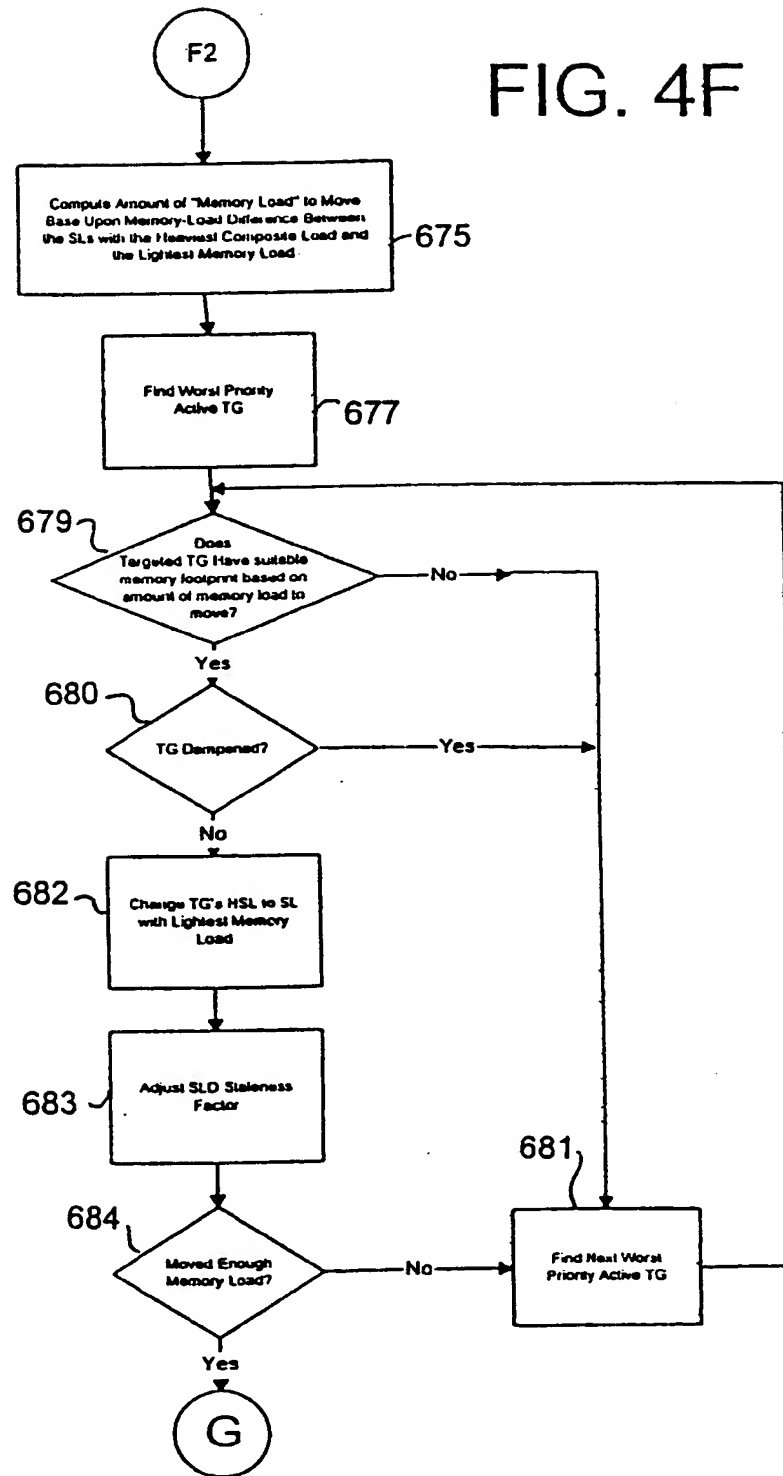 F2
FIG. 4F
Compute Amount of "Memory Load" to Move
Base Upon Memory-Load Difference Between
the SLs with the Heaviest Composite Load and
the Lightest Memory Load
675
Find Worst Priority
Active TG
677
679
Does
Targeted TG Have suitable
memory footprint based on
amount of memory load to
move?
No
Yes
680
TG Dampened?
Yes
No
682
Change TG's HSL to SL
with Lightest Memory
Load
683
Adjust SLD Staleness
Factor
684
Moved Enough
Memory Load?
No
681
Find Next Worst
Priority Active TG
Yes
G